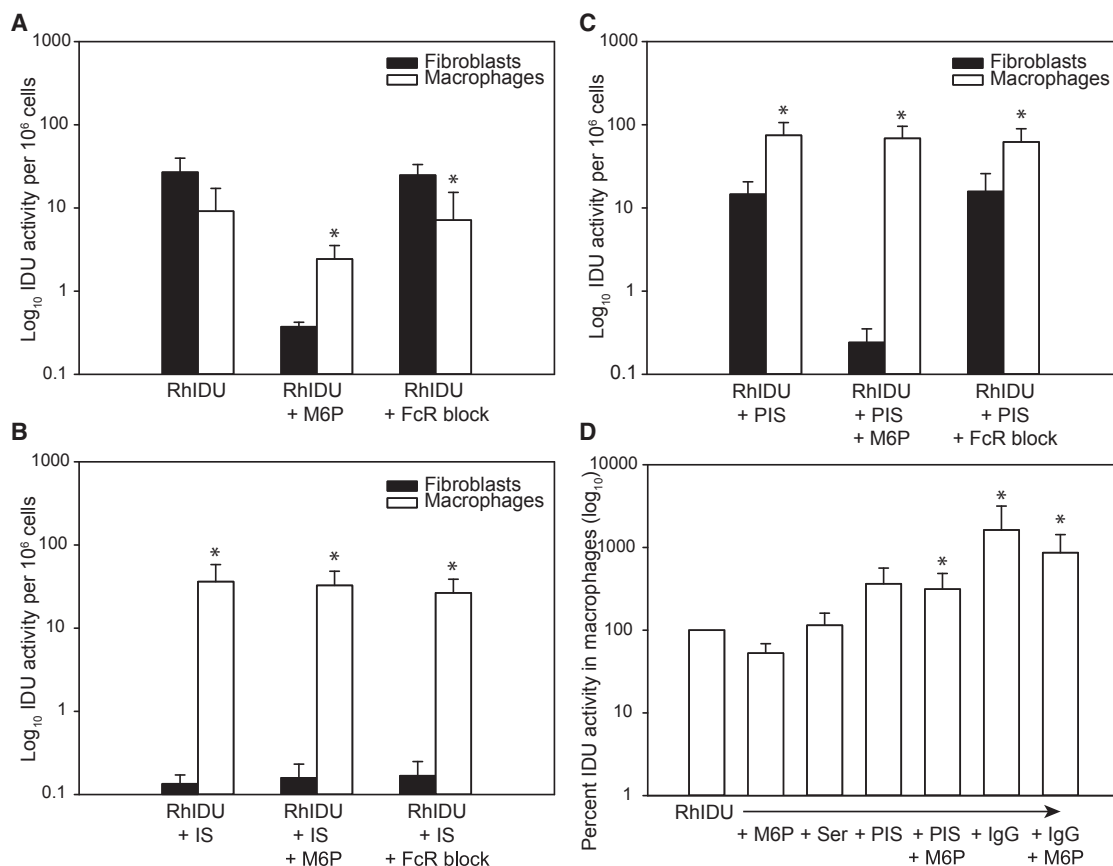 A
Log10 IDU activity per 10^6 cells
1000
100
10
1
0.1
Fibroblasts
Macrophages
*
*
RhIDU
RhIDU
+ M6P
RhIDU
+ FcR block
B
Log10 IDU activity per 10^6 cells
1000
100
10
1
0.1
Fibroblasts
Macrophages
*
*
*
RhIDU
+ IS
RhIDU
+ IS
+ M6P
RhIDU
+ IS
+ FcR block
C
Log10 IDU activity per 10^6 cells
1000
100
10
1
0.1
Fibroblasts
Macrophages
*
*
*
RhIDU
+ PIS
RhIDU
+ PIS
+ M6P
RhIDU
+ PIS
+ FcR block
D
Percent IDU activity in macrophages (log10)
10000
1000
100
10
1
*
*
*
RhIDU
+ M6P
+ Ser
+ PIS
+ PIS
+ M6P
+ IgG
+ IgG
+ M6P